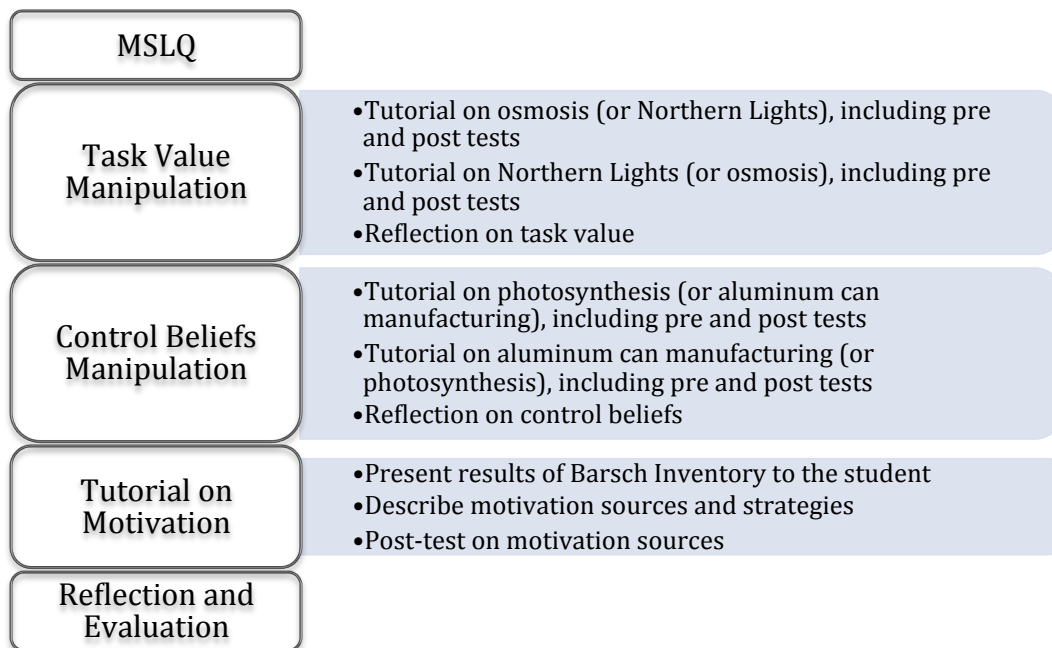 MSLQ
Task Value
Manipulation
•Tutorial on osmosis (or Northern Lights), including pre
and post tests
•Tutorial on Northern Lights (or osmosis), including pre
and post tests
•Reflection on task value
Control Beliefs
Manipulation
•Tutorial on photosynthesis (or aluminum can
manufacturing), including pre and post tests
•Tutorial on aluminum can manufacturing (or
photosynthesis), including pre and post tests
•Reflection on control beliefs
Tutorial on
Motivation
•Present results of Barsch Inventory to the student
•Describe motivation sources and strategies
•Post-test on motivation sources
Reflection and
Evaluation